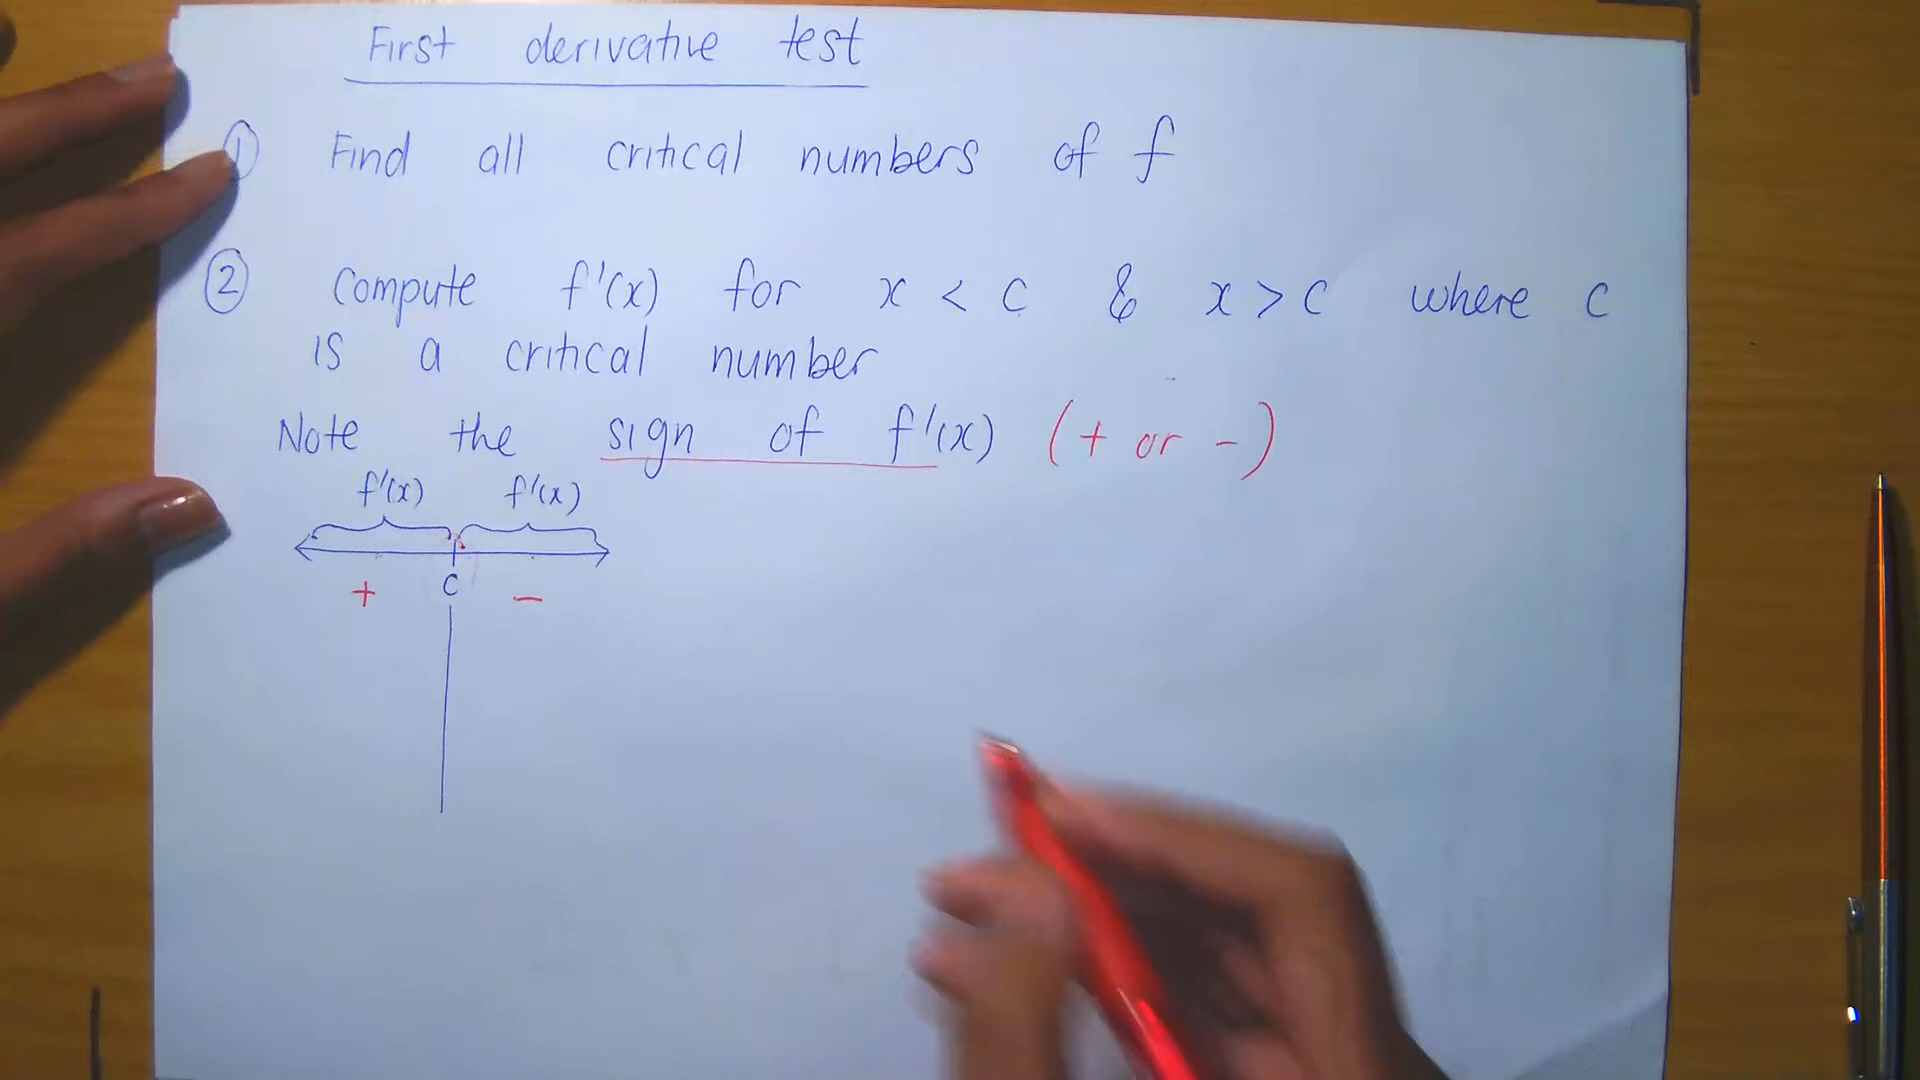 First derivative test
① Find all critical numbers of f
② Compute f'(x) for x < c & x > c where c
is a critical number
Note the sign of f'(x) (+ or -)
f'(x) f'(x)
+ c -